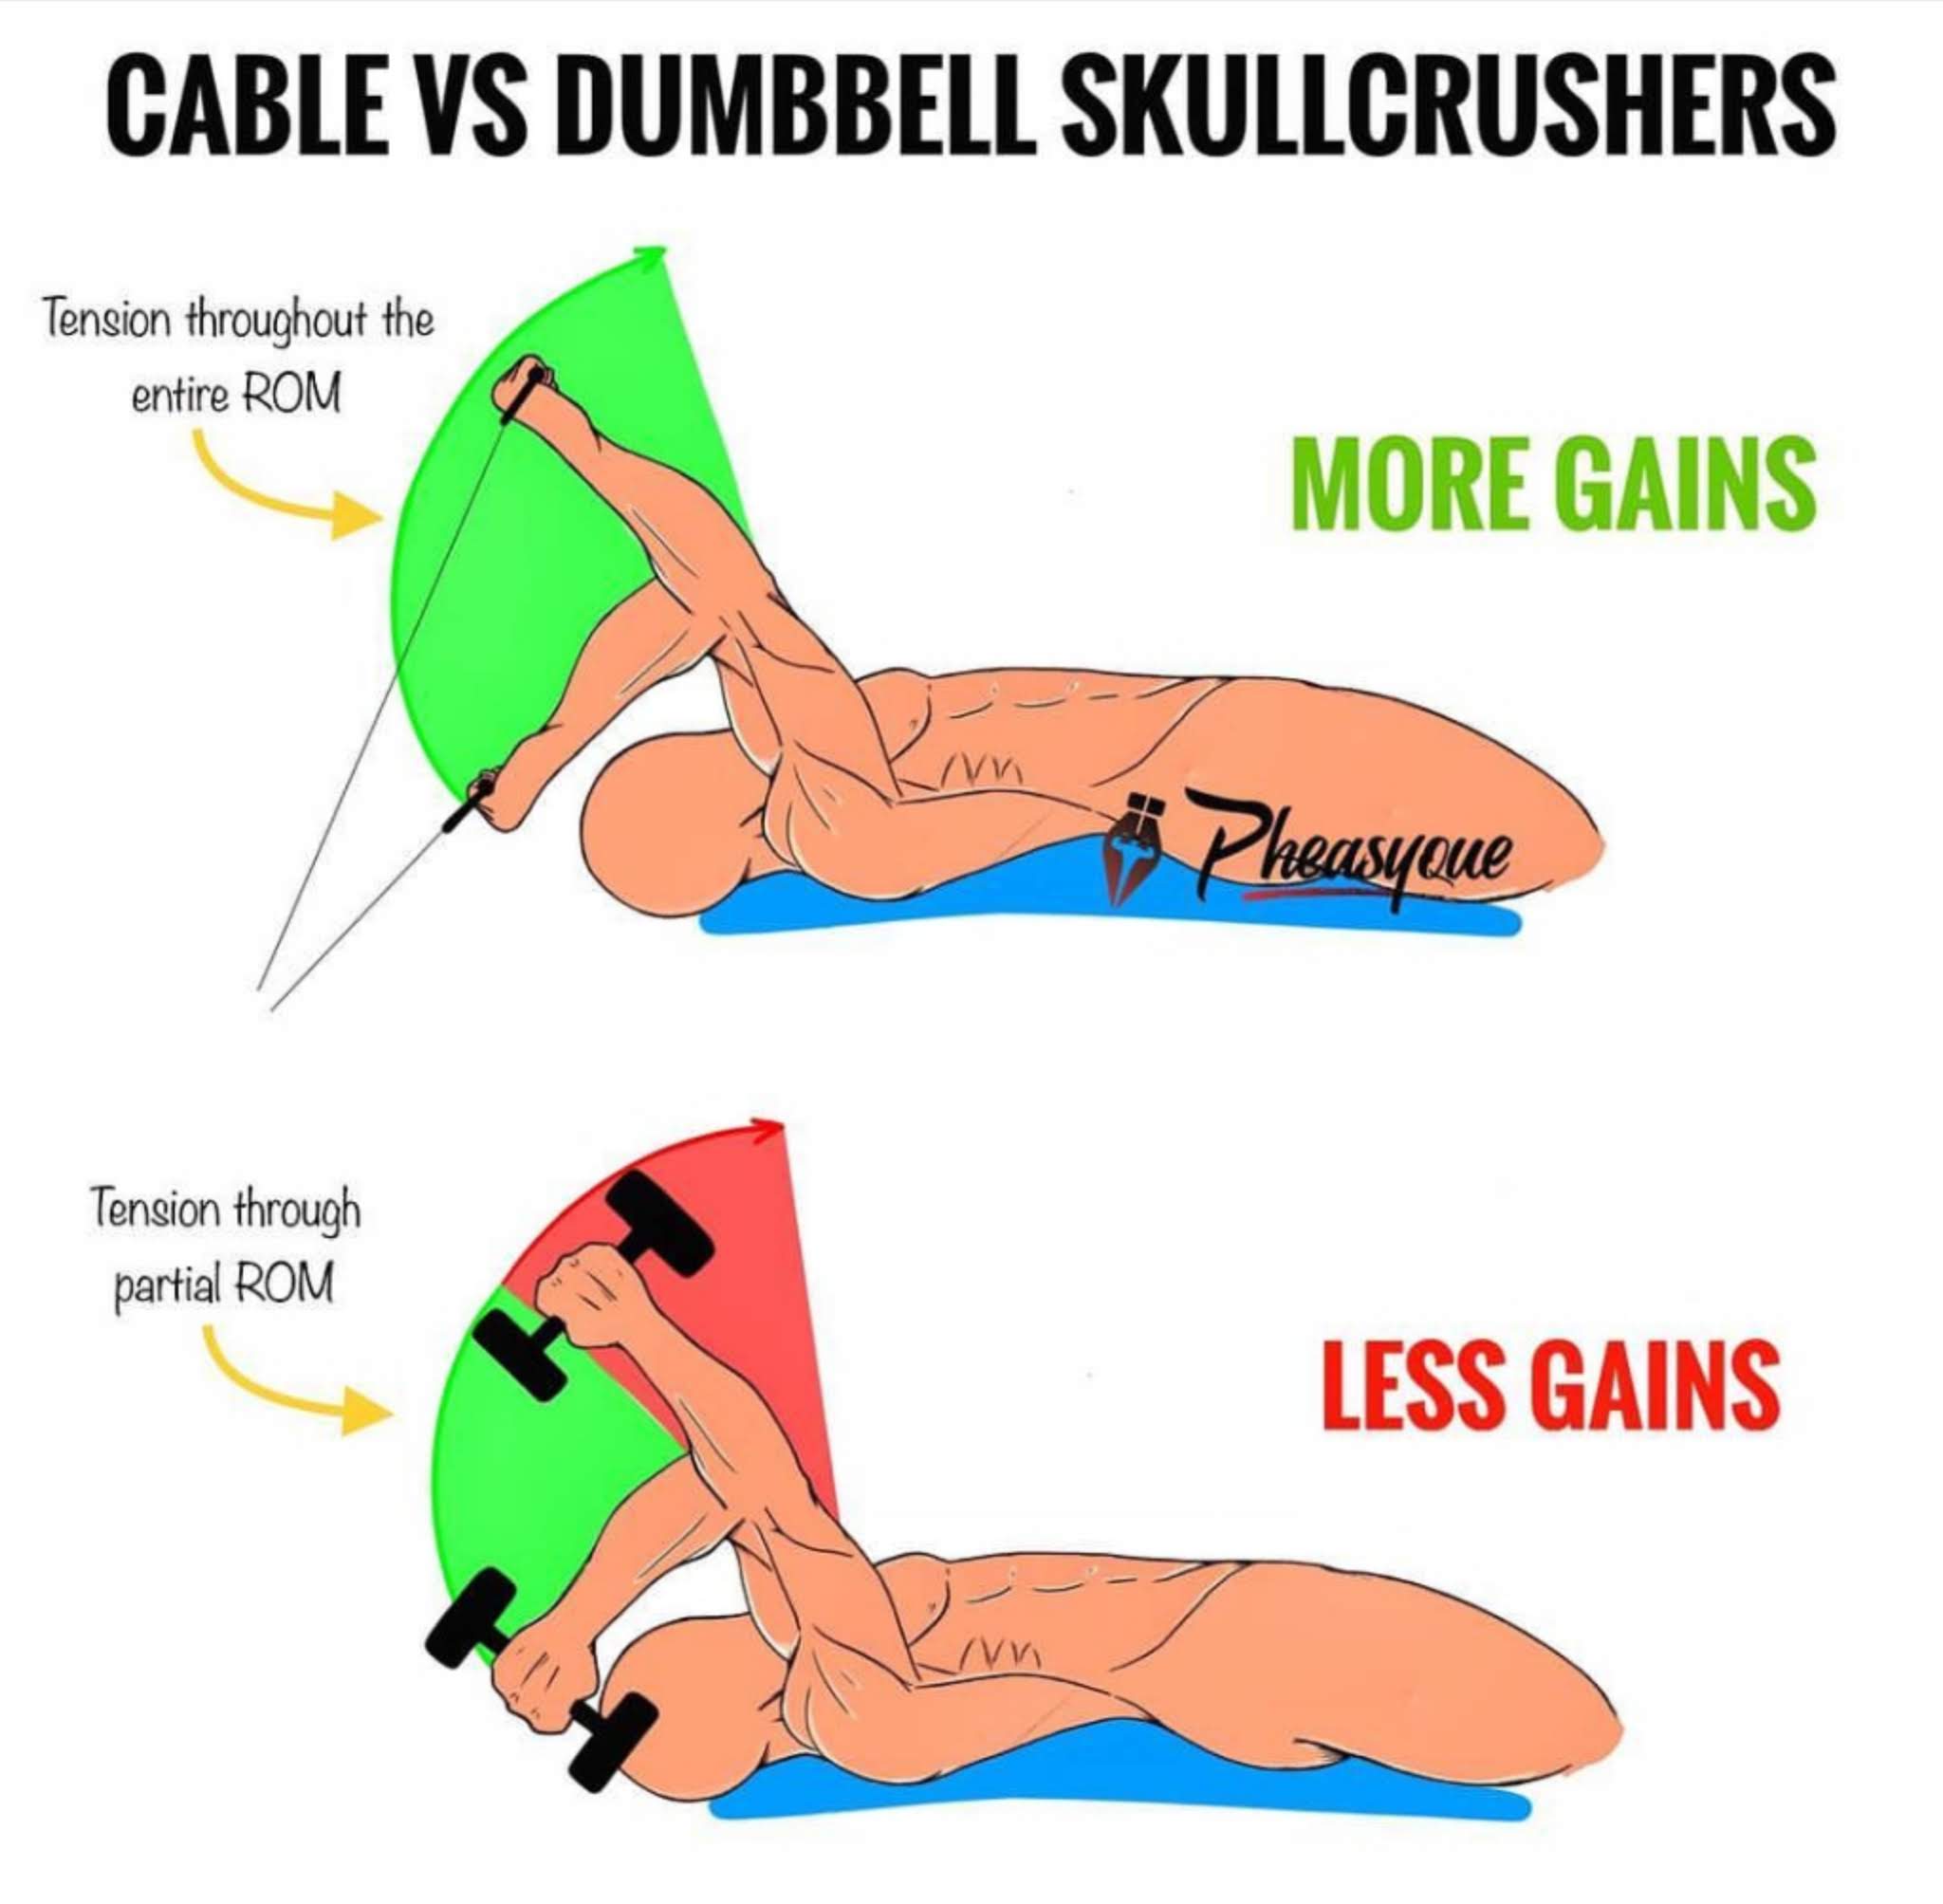 CABLE VS DUMBBELL SKULLCRUSHERS
Tension throughout the
entire ROM
MORE GAINS
Pheasyque
Tension through
partial ROM
LESS GAINS